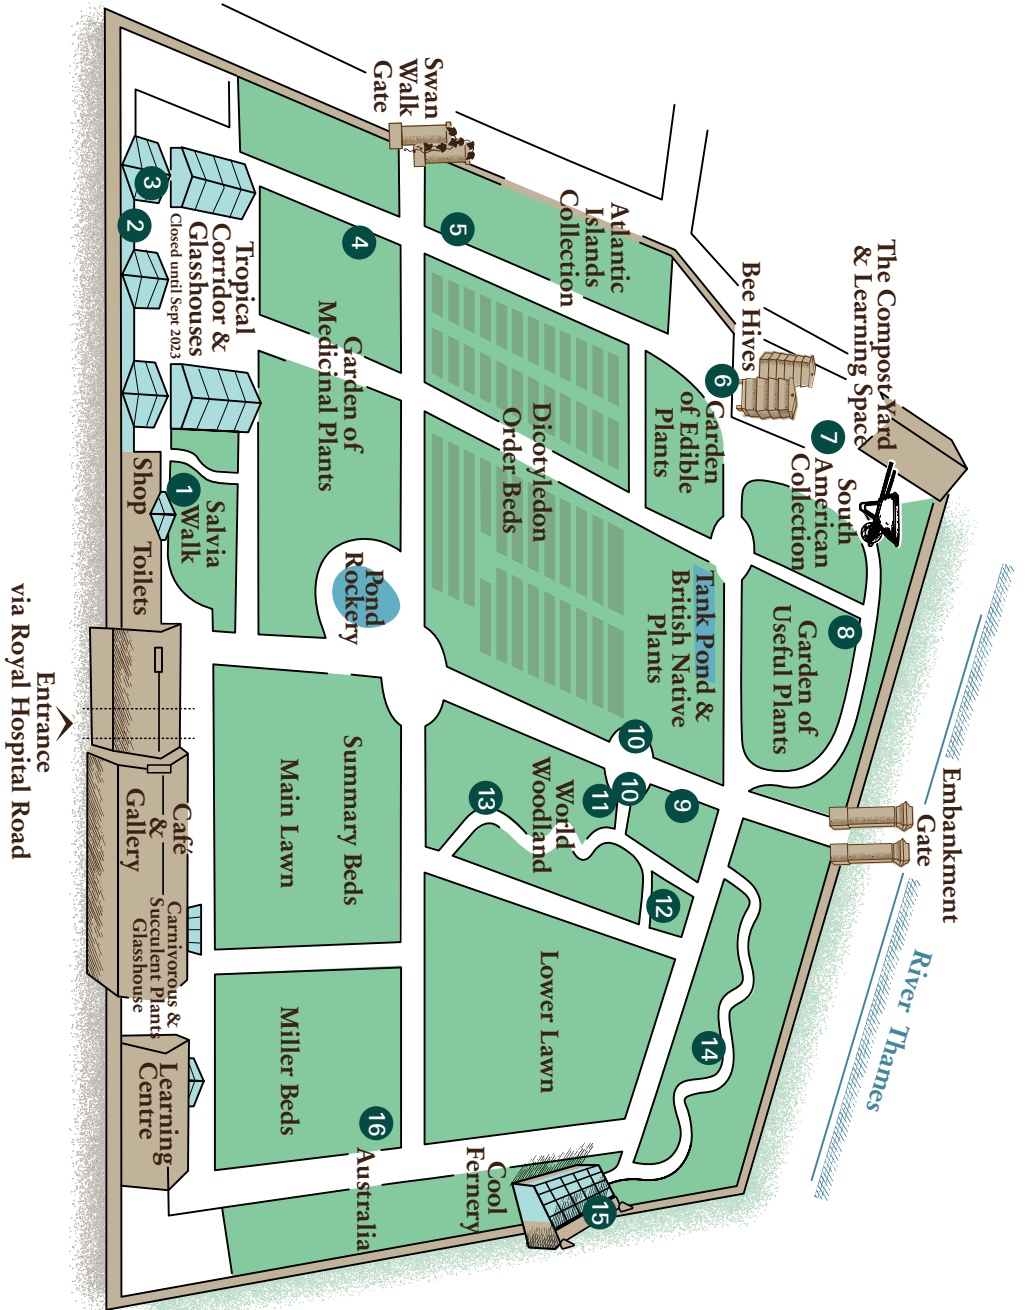 Swan
Walk
Gate
Atlantic
Islands
Collection
Bee Hives
The Compost Yard
& Learning Space
3
2
4
5
6
7
Tropical
Corridor &
Glasshouses
Closed until Sept 2023
Garden of
Medicinal Plants
Dicotyledon
Order Beds
Garden
of Edible
Plants
South
American
Collection
1
Salvia
Walk
Shop
Toilets
Pond
Rockery
Tank Pond &
British Native
Plants
8
Garden of
Useful Plants
Entrance
via Royal Hospital Road
Embankment
Gate
River Thames
Café
&
Gallery
Carnivorous &
Succulent Plants
Glasshouse
Summary Beds
Main Lawn
World
Woodland
10
10
11
9
13
12
14
Lower Lawn
Miller Beds
Learning
Centre
16
Australia
Cool
Fernery
15